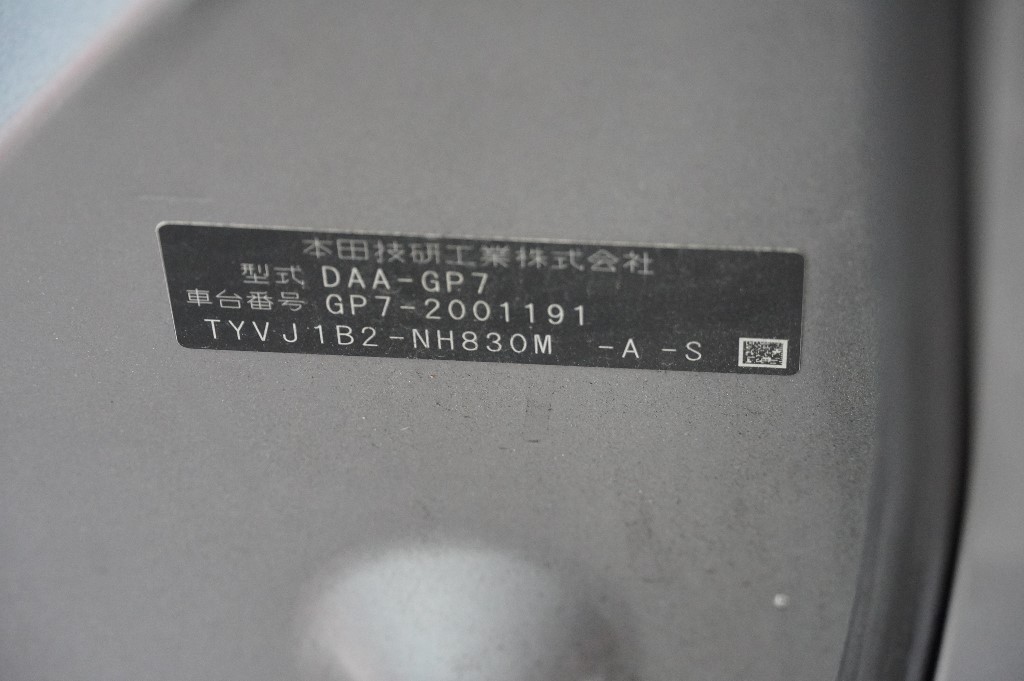 本田技研工業株式会社
型式 DAA-GP7
車台番号 GP7-2001191
TYVJ1B2-NH830M -A -S